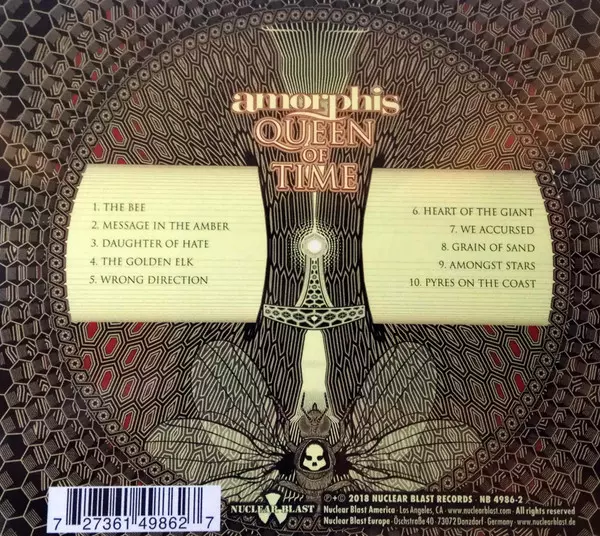 amorphis
QUEEN
OF
TIME
1. THE BEE
2. MESSAGE IN THE AMBER
3. DAUGHTER OF HATE
4. THE GOLDEN ELK
5. WRONG DIRECTION
6. HEART OF THE GIANT
7. WE ACCURSED
8. GRAIN OF SAND
9. AMONGST STARS
10. PYRES ON THE COAST
7 27361 49862 7
NUCLEAR BLAST
℗+© 2018 NUCLEAR BLAST RECORDS · NB 4986-2
Nuclear Blast America · Los Angeles, CA · www.nuclearblast.com · All rights reserved
Nuclear Blast Europe · Oeschstraße 40 · 73072 Donzdorf · Germany · www.nuclearblast.de